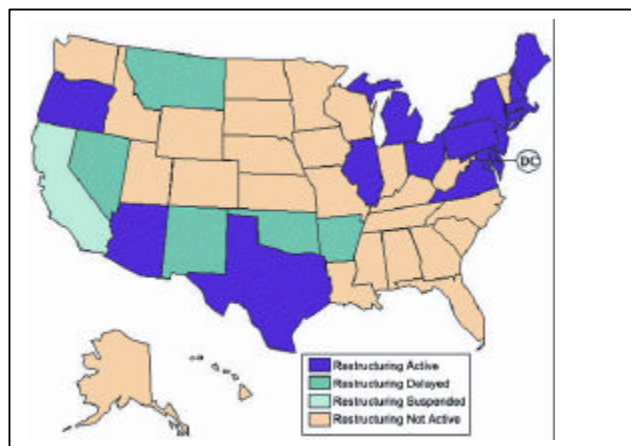 DC
Restructuring Active
Restructuring Delayed
Restructuring Suspended
Restructuring Not Active